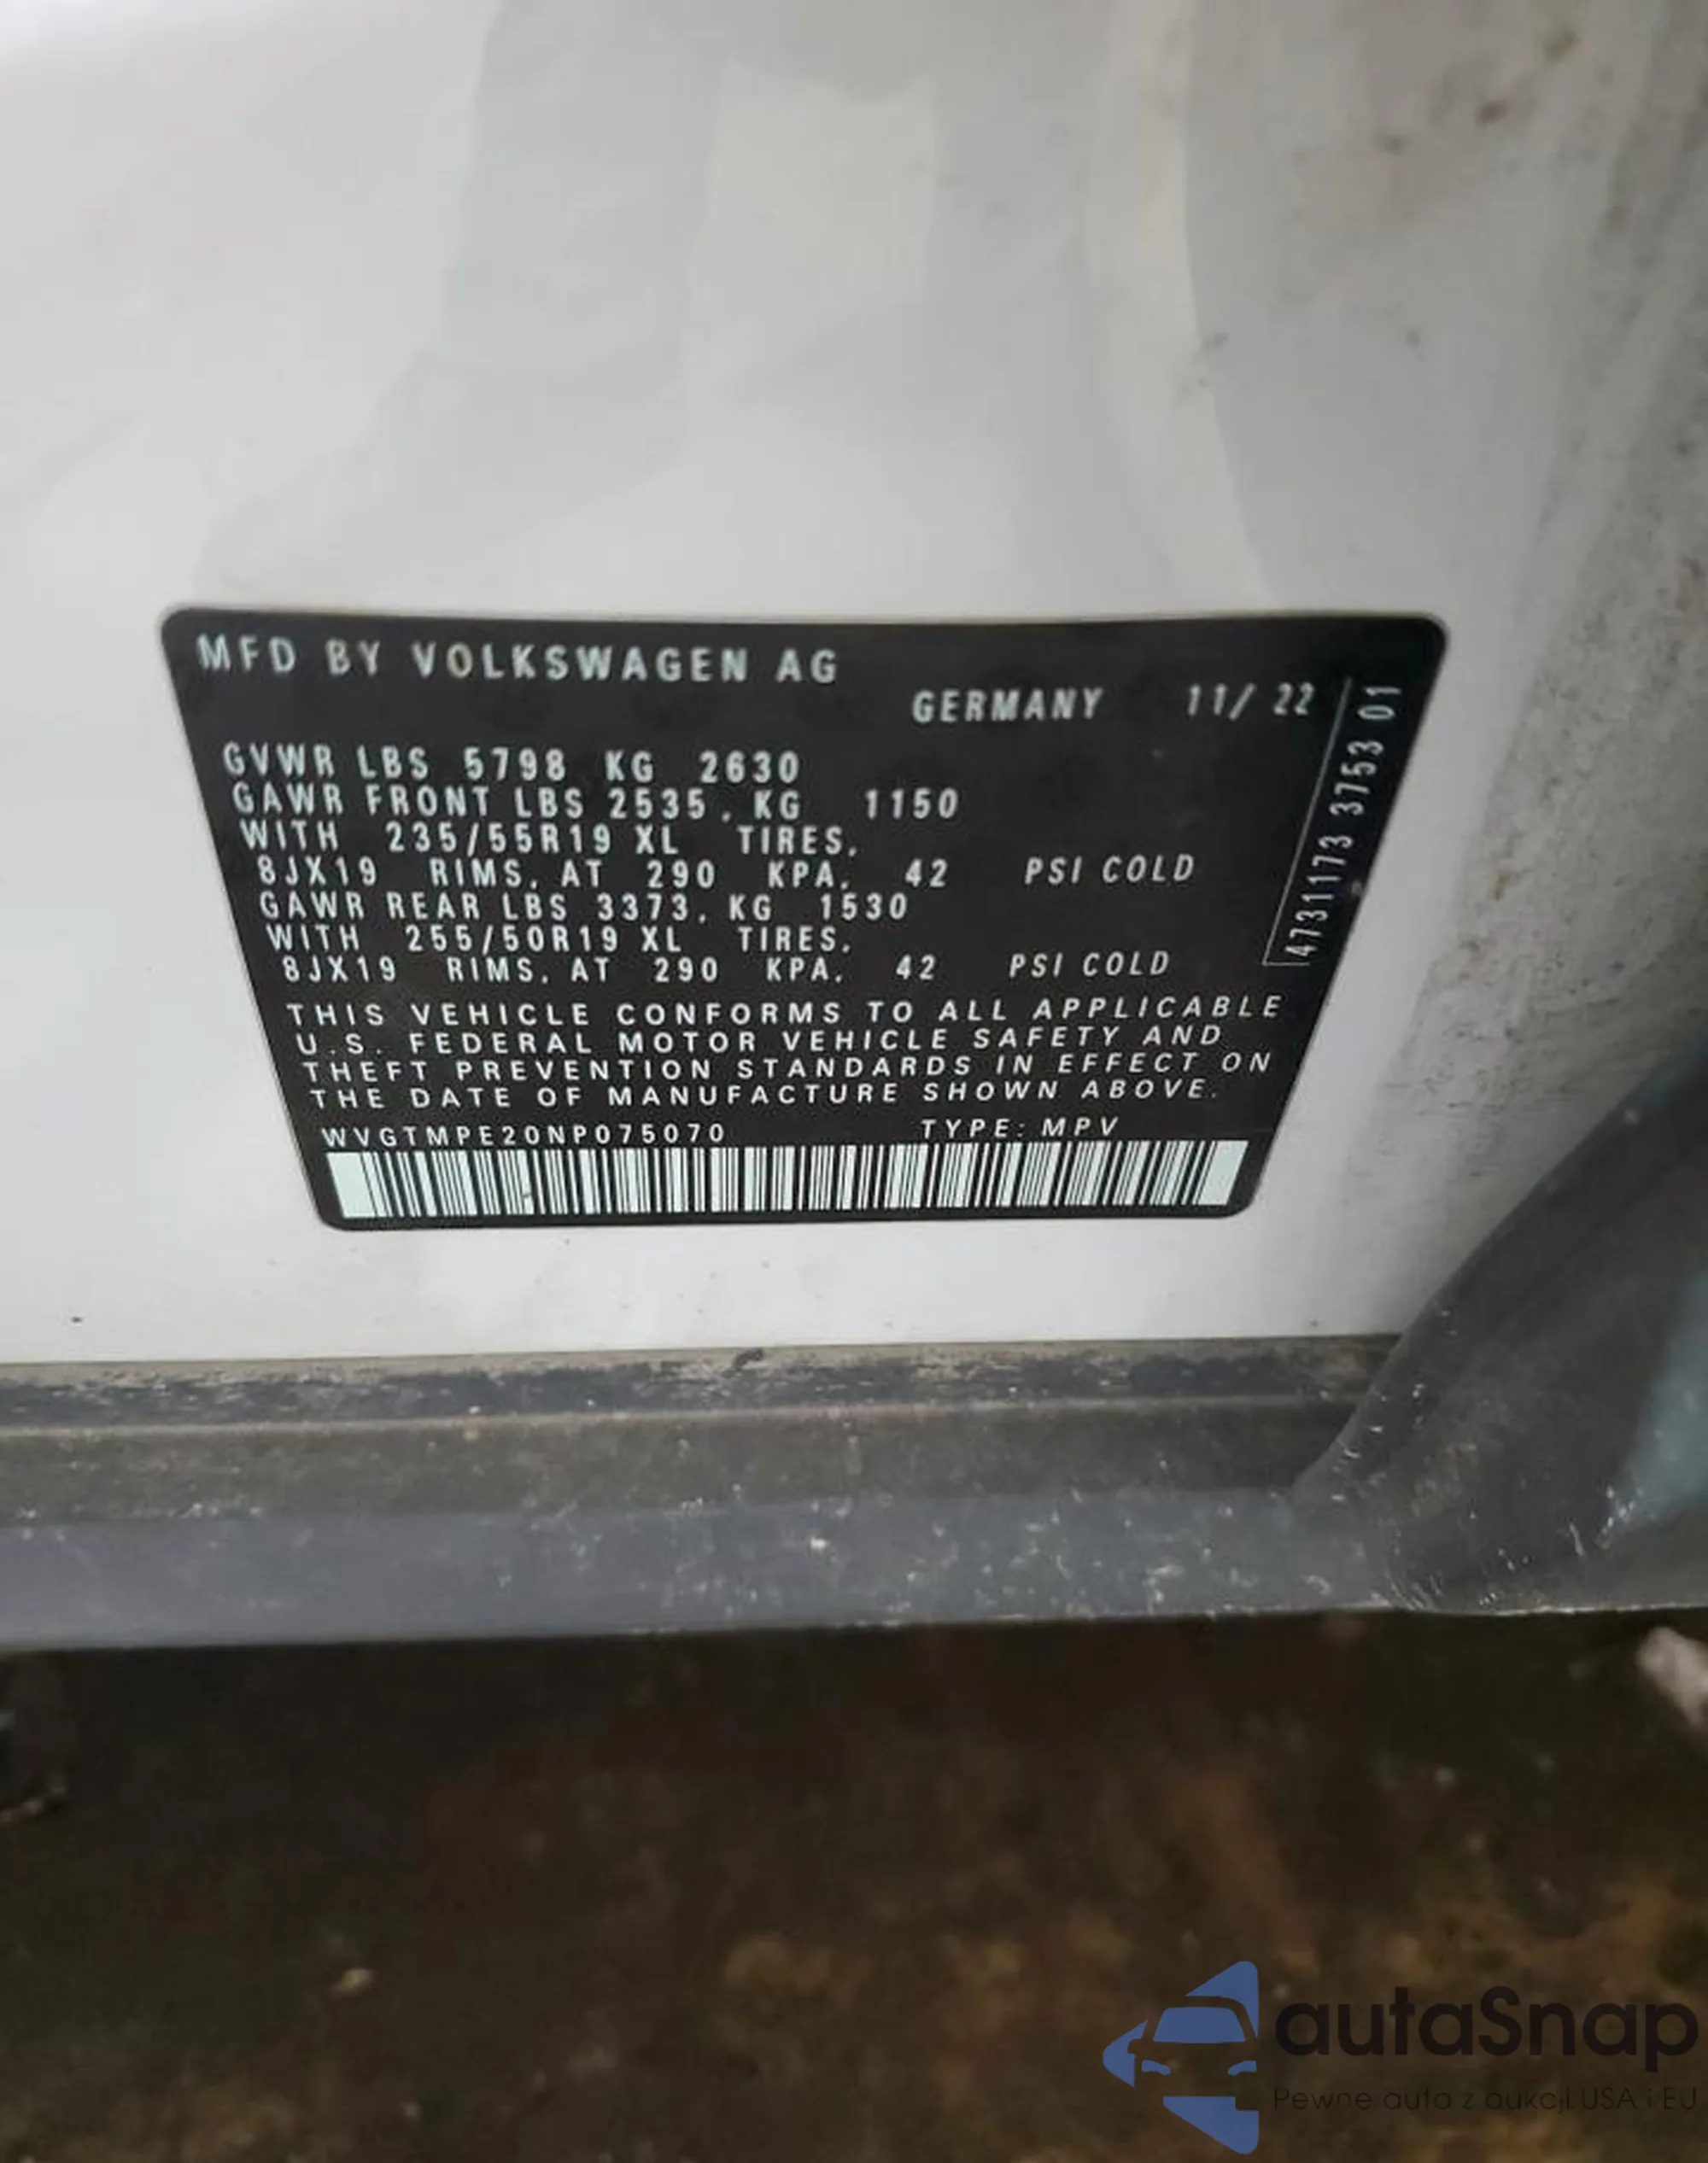 MFD BY VOLKSWAGEN AG
GERMANY 11/ 22
GVWR LBS 5798 KG 2630
GAWR FRONT LBS 2535. KG 1150
WITH 235/55R19 XL TIRES.
8JX19 RIMS. AT 290 KPA. 42 PSI COLD
GAWR REAR LBS 3373. KG 1530
WITH 255/50R19 XL TIRES.
8JX19 RIMS. AT 290 KPA. 42 PSI COLD
THIS VEHICLE CONFORMS TO ALL APPLICABLE
U.S. FEDERAL MOTOR VEHICLE SAFETY AND
THEFT PREVENTION STANDARDS IN EFFECT ON
THE DATE OF MANUFACTURE SHOWN ABOVE.
WVGTMPE20NP075070 TYPE: MPV
47311173 3753 01
autaSnap
Pewne auta z aukcji USA i EU